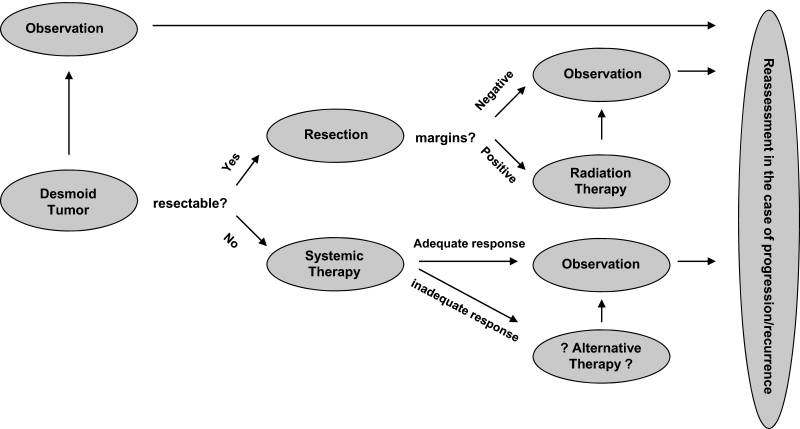 Observation
Desmoid
Tumor
resectable?
Yes
No
Resection
margins?
Negative
Positive
Observation
Radiation
Therapy
Systemic
Therapy
Adequate response
inadequate response
Observation
? Alternative
Therapy ?
Reassessment in the case of progression/recurrence